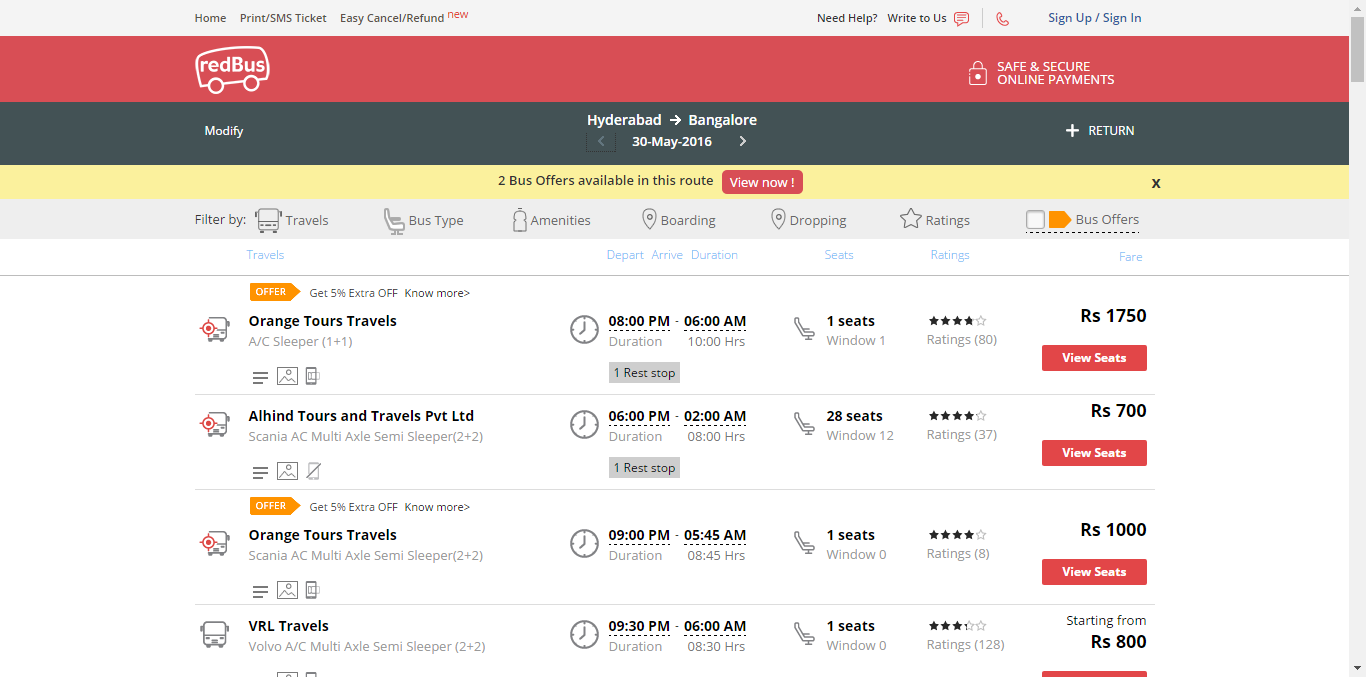 Home Print/SMS Ticket Easy Cancel/Refund new Need Help? Write to Us Sign Up / Sign In
redBus
SAFE & SECURE
ONLINE PAYMENTS
Modify
Hyderabad → Bangalore
< 30-May-2016 >
+ RETURN
2 Bus Offers available in this route View now ! x
Filter by: Travels Bus Type Amenities Boarding Dropping Ratings Bus Offers
Travels Depart Arrive Duration Seats Ratings Fare
OFFER Get 5% Extra OFF Know more>
Orange Tours Travels 08:00 PM - 06:00 AM 1 seats Rs 1750
A/C Sleeper (1+1) Duration 10:00 Hrs Window 1 Ratings (80)
View Seats
1 Rest stop
Alhind Tours and Travels Pvt Ltd 06:00 PM - 02:00 AM 28 seats Rs 700
Scania AC Multi Axle Semi Sleeper(2+2) Duration 08:00 Hrs Window 12 Ratings (37)
View Seats
1 Rest stop
OFFER Get 5% Extra OFF Know more>
Orange Tours Travels 09:00 PM - 05:45 AM 1 seats Rs 1000
Scania AC Multi Axle Semi Sleeper(2+2) Duration 08:45 Hrs Window 0 Ratings (8)
View Seats
Starting from
VRL Travels 09:30 PM - 06:00 AM 1 seats Rs 800
Volvo A/C Multi Axle Semi Sleeper (2+2) Duration 08:30 Hrs Window 0 Ratings (128)